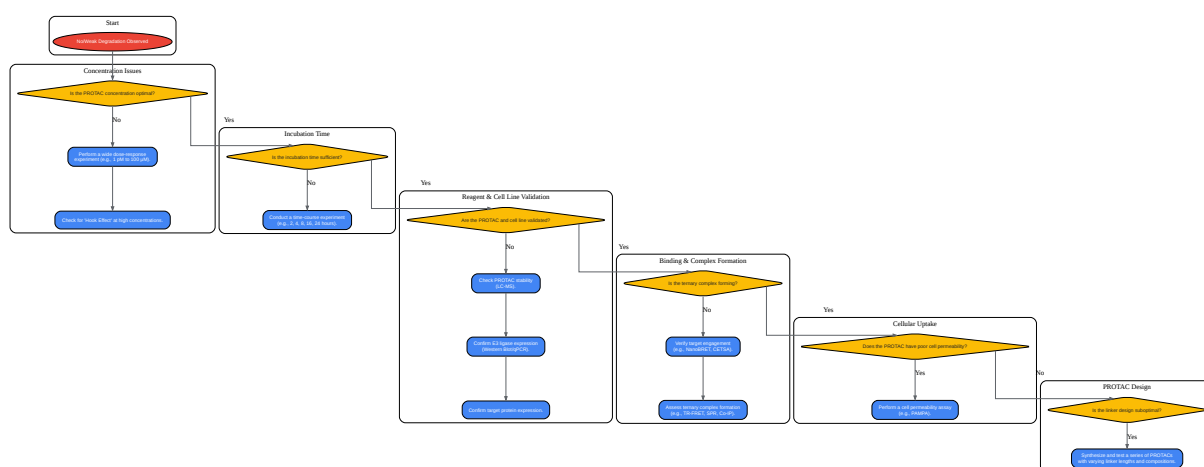 Start
No/Weak Degradation Observed
Concentration Issues
Is the PROTAC concentration optimal?
No
Yes
Perform a wide dose-response
experiment (e.g., 1 pM to 100 µM).
Check for 'Hook Effect' at high concentrations.
Incubation Time
Is the incubation time sufficient?
No
Yes
Conduct a time-course experiment
(e.g., 2, 4, 8, 16, 24 hours).
Reagent & Cell Line Validation
Are the PROTAC and cell line validated?
No
Yes
Check PROTAC stability
(LC-MS).
Confirm E3 ligase expression
(Western Blot/qPCR).
Confirm target protein expression.
Binding & Complex Formation
Is the ternary complex forming?
No
Yes
Verify target engagement
(e.g., NanoBRET, CETSA).
Assess ternary complex formation
(e.g., TR-FRET, SPR, Co-IP).
Cellular Uptake
Does the PROTAC have poor cell permeability?
Yes
No
Perform a cell permeability assay
(e.g., PAMPA).
PROTAC Design
Is the linker design suboptimal?
Yes
Synthesize and test a series of PROTACs
with varying linker lengths and compositions.